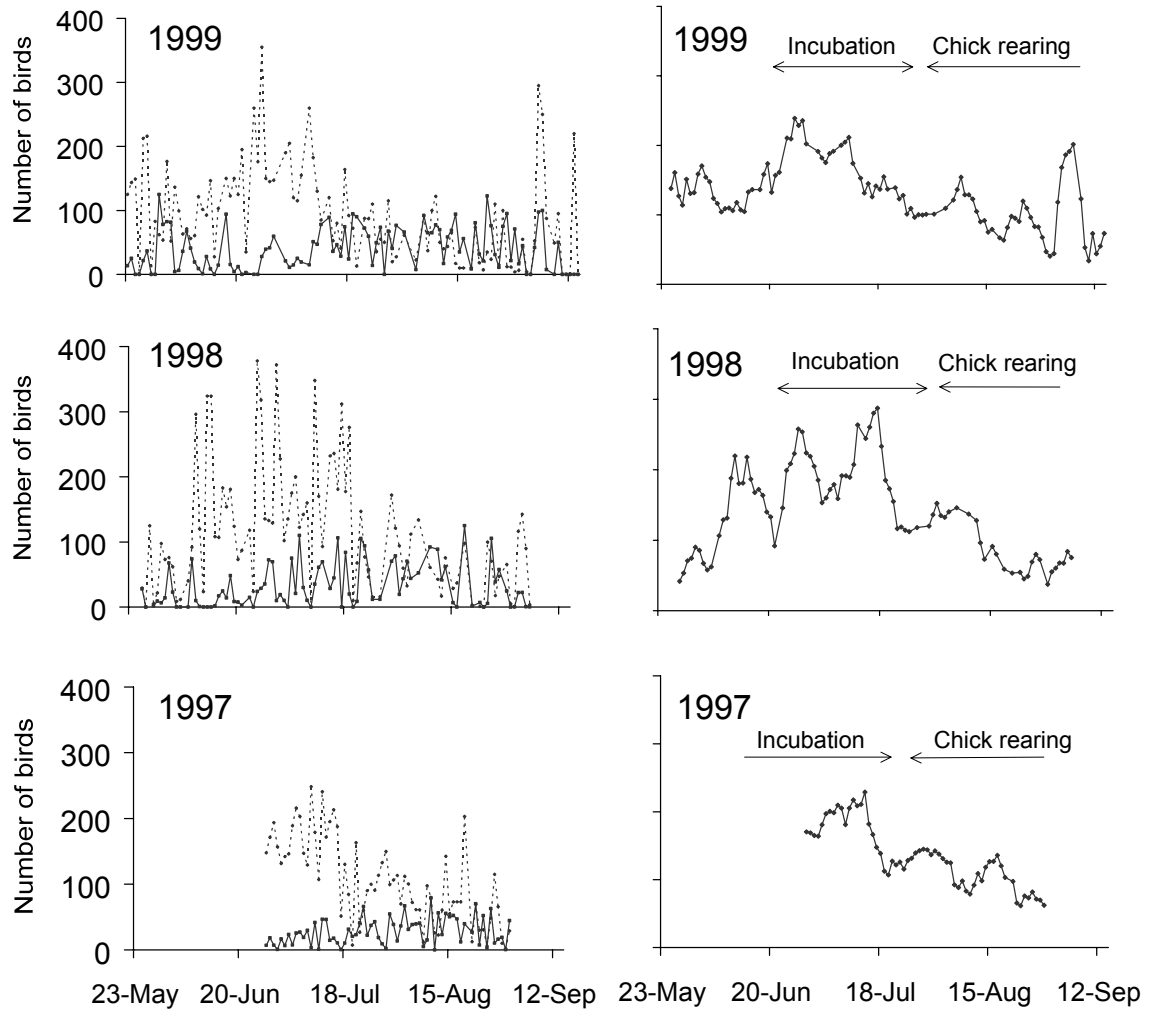 400
300
200
100
0
Number of birds
1999
1999
Incubation
Chick rearing
23-May
20-Jun
18-Jul
15-Aug
12-Sep
400
300
200
100
0
Number of birds
1998
1998
Incubation
Chick rearing
400
300
200
100
0
Number of birds
1997
1997
Incubation
Chick rearing
23-May
20-Jun
18-Jul
15-Aug
12-Sep